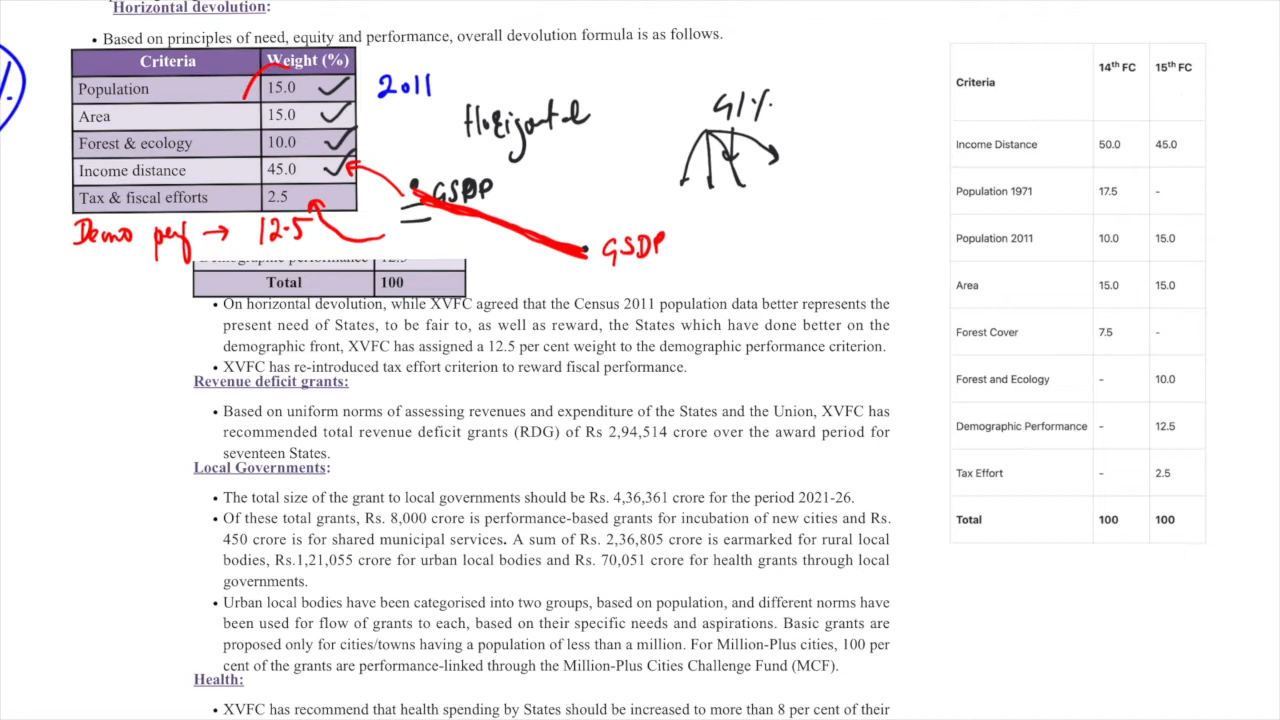 Horizontal devolution:
• Based on principles of need, equity and performance, overall devolution formula is as follows.
Criteria Weight (%)
Population 15.0
Area 15.0
Forest & ecology 10.0
Income distance 45.0
Tax & fiscal efforts 2.5
Demo perf → 12.5
2011
Horizontal
41%
GSDP
GSDP
Demographic performance 12.5
Total 100
• On horizontal devolution, while XVFC agreed that the Census 2011 population data better represents the
present need of States, to be fair to, as well as reward, the States which have done better on the
demographic front, XVFC has assigned a 12.5 per cent weight to the demographic performance criterion.
• XVFC has re-introduced tax effort criterion to reward fiscal performance.
Revenue deficit grants:
• Based on uniform norms of assessing revenues and expenditure of the States and the Union, XVFC has
recommended total revenue deficit grants (RDG) of Rs 2,94,514 crore over the award period for
seventeen States.
Local Governments:
• The total size of the grant to local governments should be Rs. 4,36,361 crore for the period 2021-26.
• Of these total grants, Rs. 8,000 crore is performance-based grants for incubation of new cities and Rs.
450 crore is for shared municipal services. A sum of Rs. 2,36,805 crore is earmarked for rural local
bodies, Rs.1,21,055 crore for urban local bodies and Rs. 70,051 crore for health grants through local
governments.
• Urban local bodies have been categorised into two groups, based on population, and different norms have
been used for flow of grants to each, based on their specific needs and aspirations. Basic grants are
proposed only for cities/towns having a population of less than a million. For Million-Plus cities, 100 per
cent of the grants are performance-linked through the Million-Plus Cities Challenge Fund (MCF).
Health:
• XVFC has recommend that health spending by States should be increased to more than 8 per cent of their
Criteria 14th FC 15th FC
Income Distance 50.0 45.0
Population 1971 17.5 -
Population 2011 10.0 15.0
Area 15.0 15.0
Forest Cover 7.5 -
Forest and Ecology - 10.0
Demographic Performance - 12.5
Tax Effort - 2.5
Total 100 100